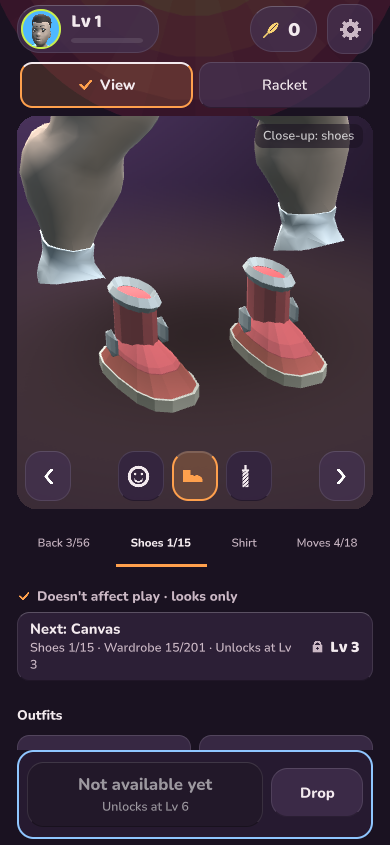 Lv 1
0
View
Racket
Close-up: shoes
Back 3/56
Shoes 1/15
Shirt
Moves 4/18
Doesn't affect play · looks only
Next: Canvas
Shoes 1/15 · Wardrobe 15/201 · Unlocks at Lv
3
Lv 3
Outfits
Not available yet
Unlocks at Lv 6
Drop